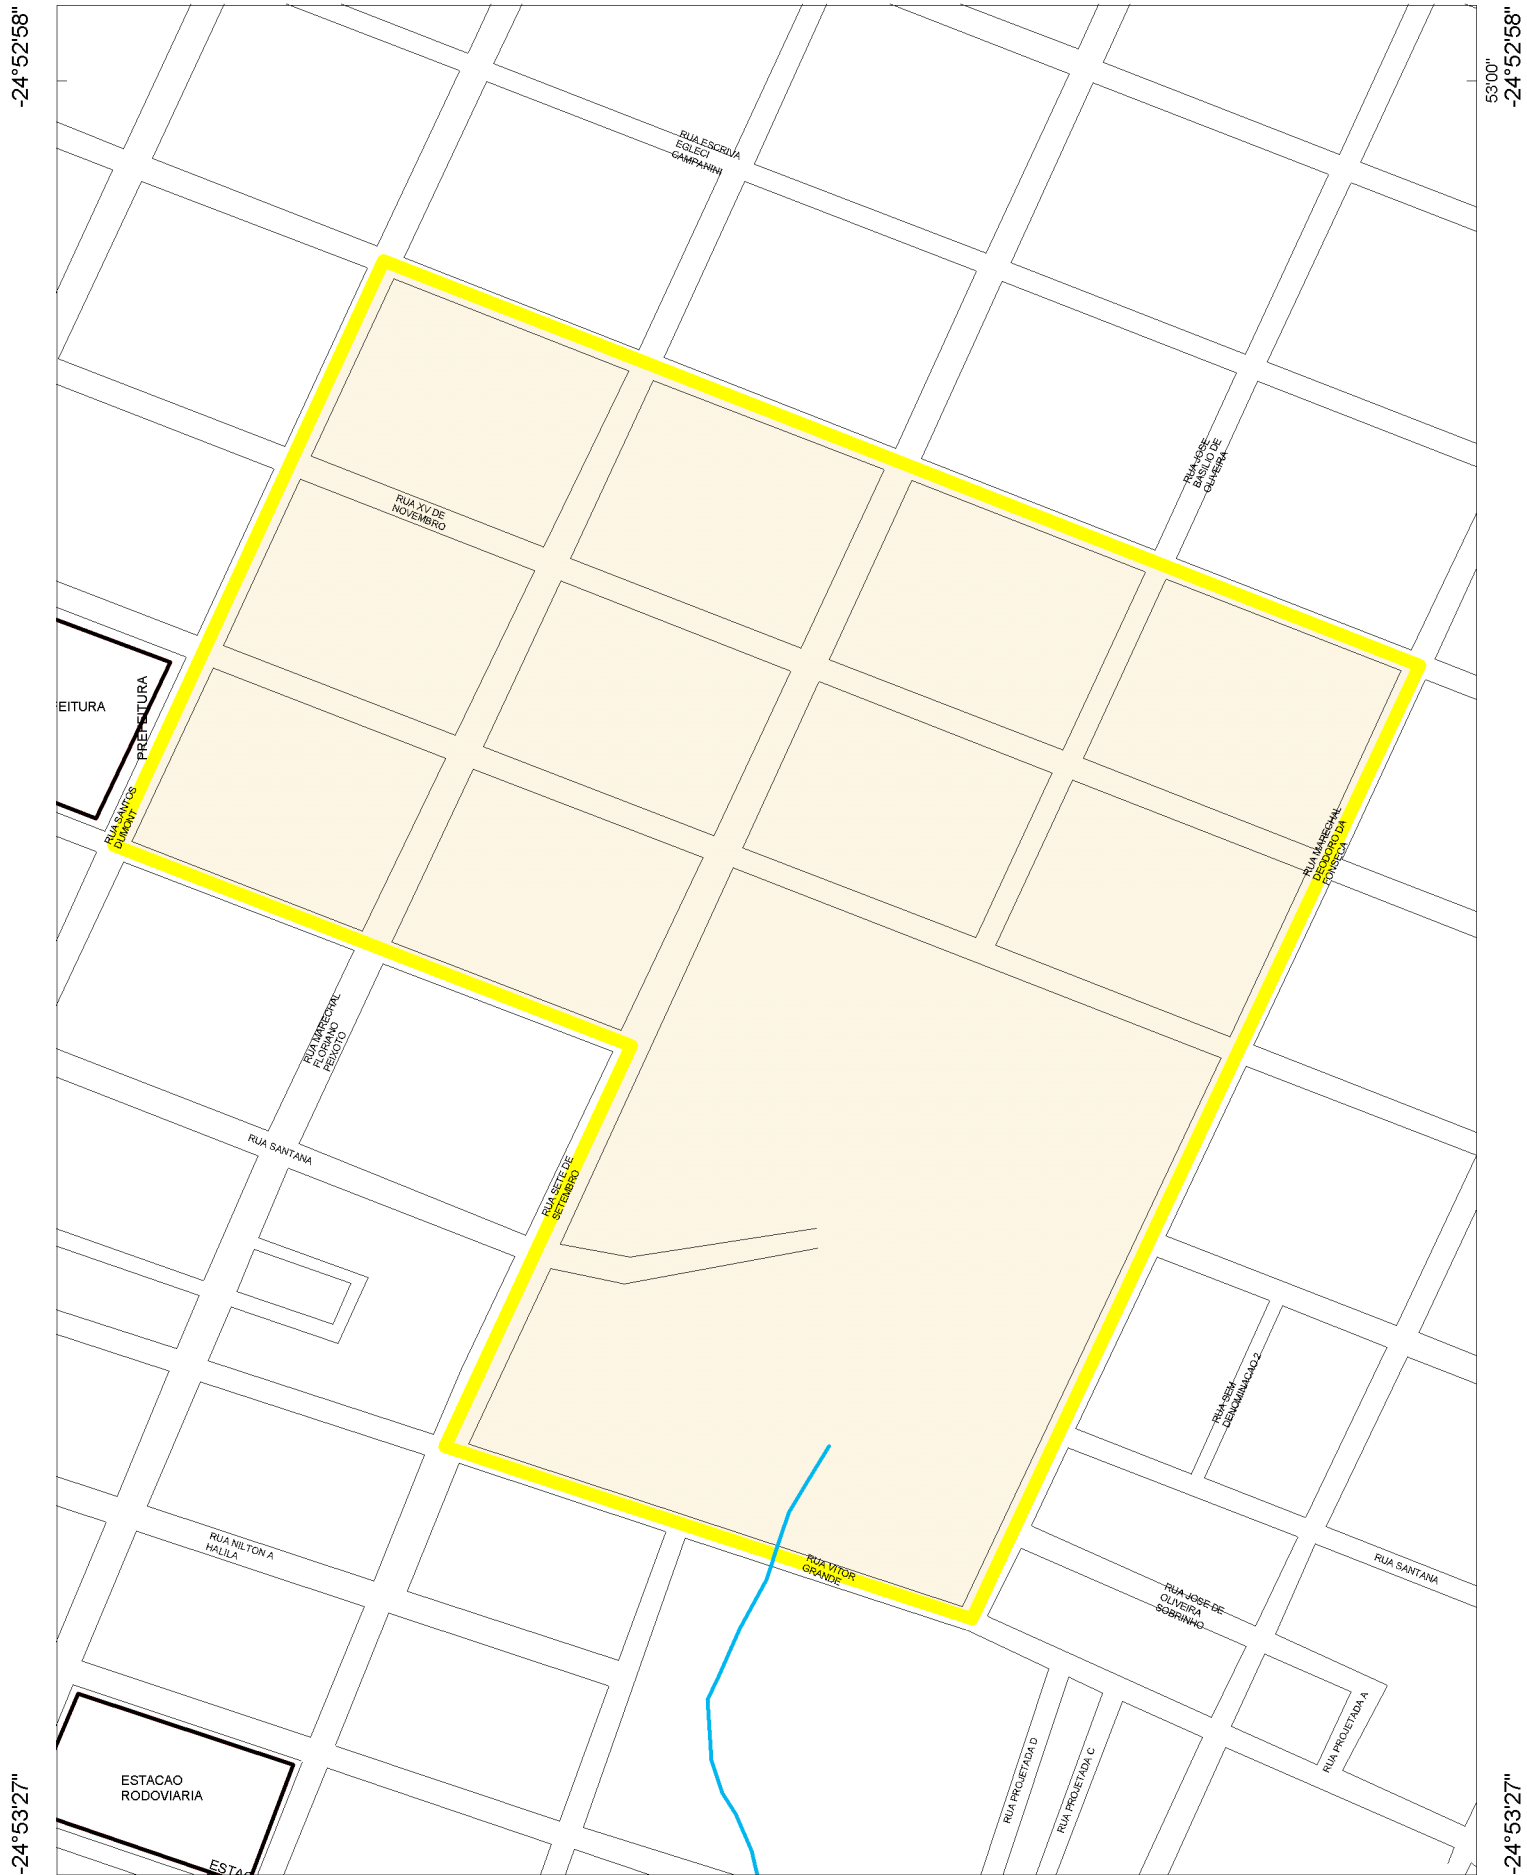 -24°52'58"
53'00"
-24°52'58"
RUA ESCRIVA
EGLECI
CAMPANINI
RUA JOSE
BASILIO DE
OLIVEIRA
RUA XV DE
NOVEMBRO
FEITURA
PREFEITURA
RUA SANTOS
DUMONT
RUA MARECHAL
DEODORO DA
FONSECA
RUA MARECHAL
FLORIANO
PEIXOTO
RUA SANTANA
RUA SETE DE
SETEMBRO
RUA SEM
DENOMINACAO 2
RUA NILTON A
HALILA
RUA VITOR
GRANDE
RUA SANTANA
RUA JOSE DE
OLIVEIRA
SOBRINHO
RUA PROJETADA A
RUA PROJETADA D
RUA PROJETADA C
ESTACAO
RODOVIARIA
ESTAC
-24°53'27"
-24°53'27"